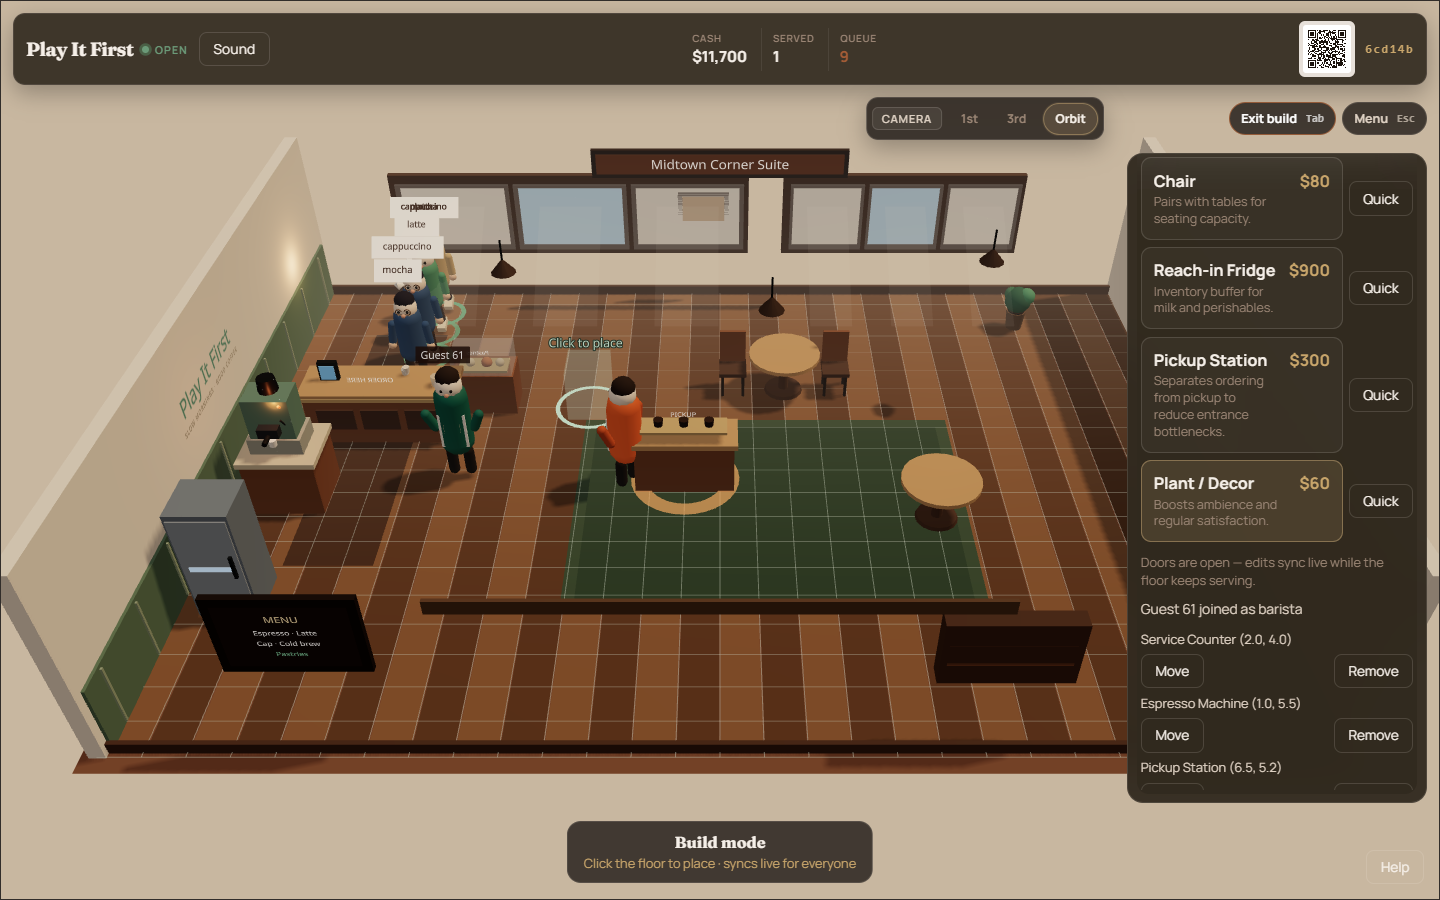 Play It First
OPEN
Sound
CASH
$11,700
SERVED
1
QUEUE
9
6cd14b
CAMERA
1st
3rd
Orbit
Exit build Tab
Menu Esc
Midtown Corner Suite
latte
cappuccino
mocha
Guest 61
Click to place
Play It First
ORDER HERE
PICKUP
MENU
Espresso · Latte
Cap · Cold brew
Pastries
Chair $80
Pairs with tables for
seating capacity.
Quick
Reach-in Fridge $900
Inventory buffer for
milk and perishables.
Quick
Pickup Station $300
Separates ordering
from pickup to
reduce entrance
bottlenecks.
Quick
Plant / Decor $60
Boosts ambience and
regular satisfaction.
Quick
Doors are open — edits sync live while the
floor keeps serving.
Guest 61 joined as barista
Service Counter (2.0, 4.0)
Move
Remove
Espresso Machine (1.0, 5.5)
Move
Remove
Pickup Station (6.5, 5.2)
Build mode
Click the floor to place · syncs live for everyone
Help